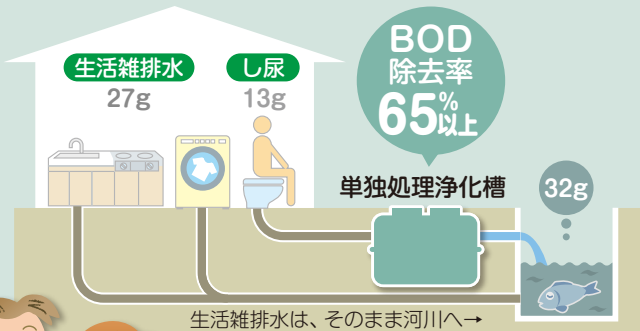 生活雑排水
27g
し尿
13g
BOD
除去率
65%以上
単独処理浄化槽
32g
生活雑排水は、そのまま河川へ→